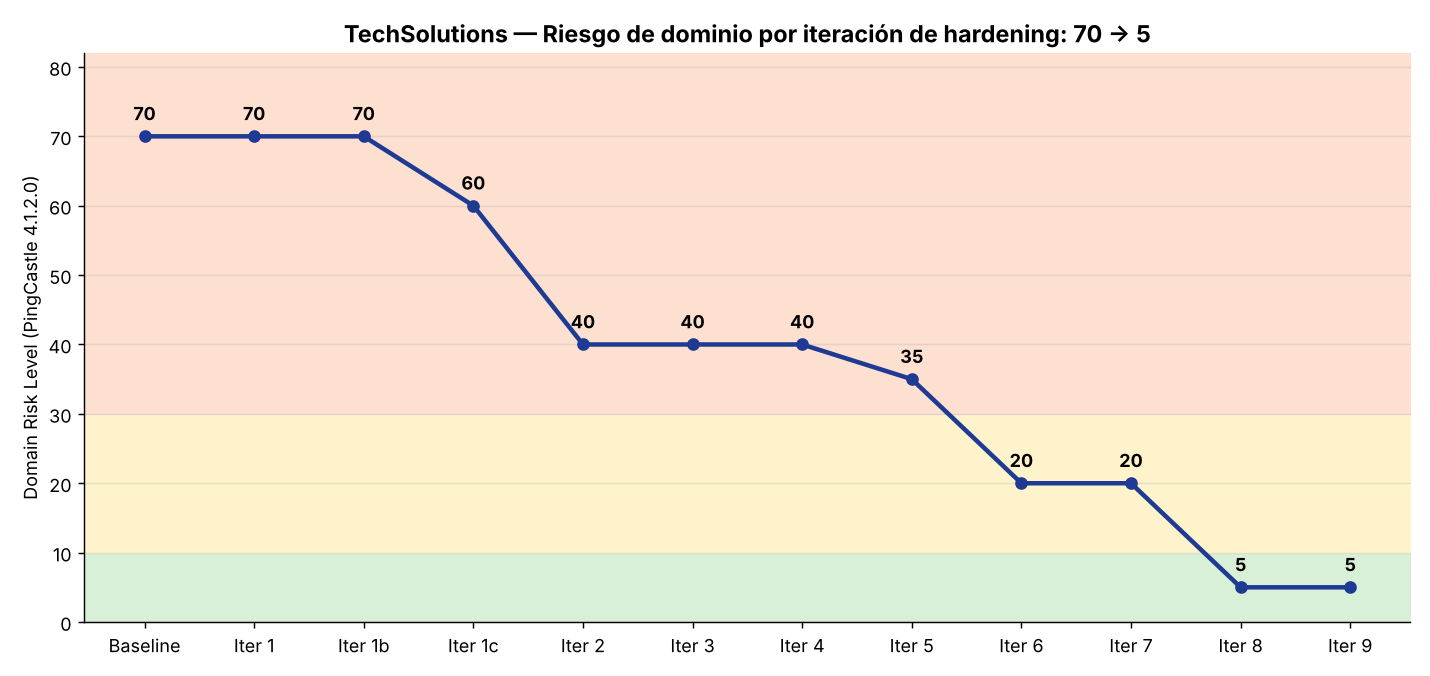 TechSolutions — Riesgo de dominio por iteración de hardening: 70 → 5
Domain Risk Level (PingCastle 4.1.2.0)
80
70
60
50
40
30
20
10
0
70
70
70
60
40
40
40
35
20
20
5
5
Baseline
Iter 1
Iter 1b
Iter 1c
Iter 2
Iter 3
Iter 4
Iter 5
Iter 6
Iter 7
Iter 8
Iter 9